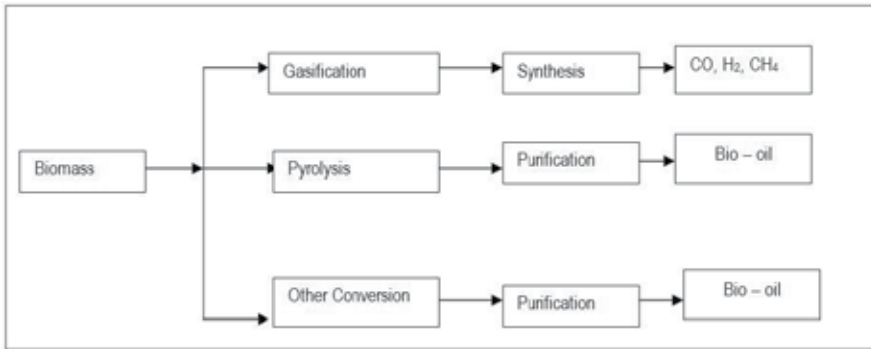 Gasification
Synthesis
CO, H₂, CH₄
Biomass
Pyrolysis
Purification
Bio – oil
Other Conversion
Purification
Bio – oil